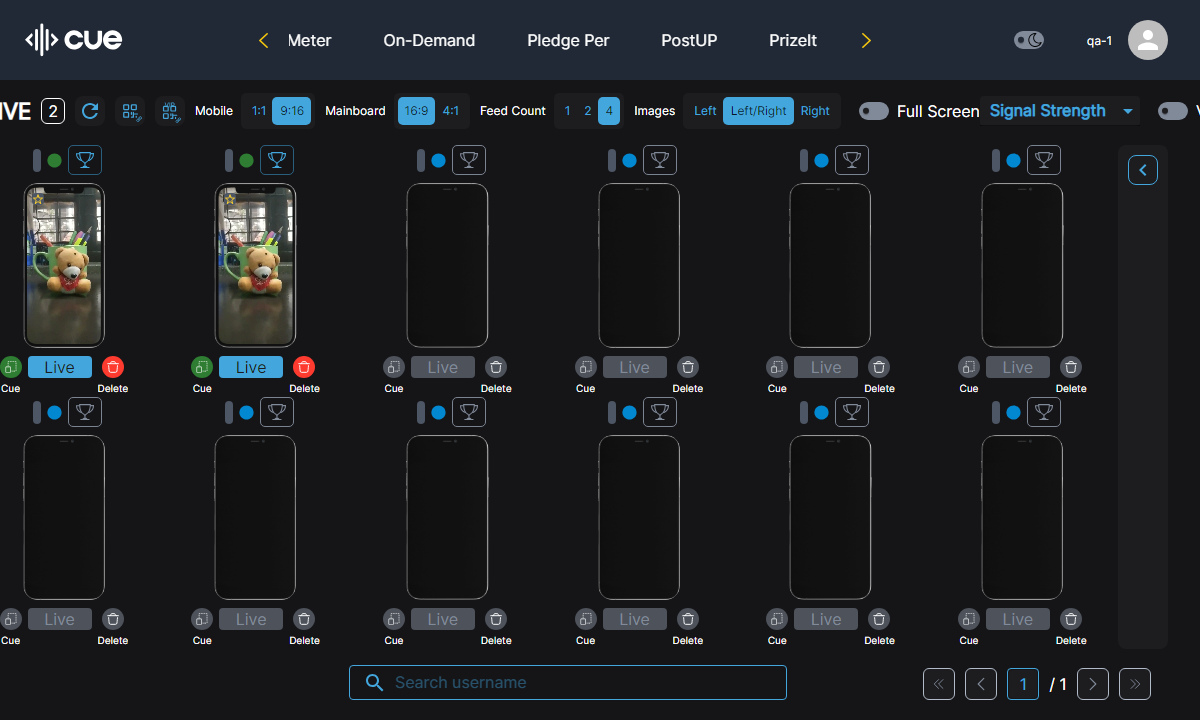 cue
Meter On-Demand Pledge Per PostUP PrizeIt qa-1
IVE 2 Mobile 1:1 9:16 Mainboard 16:9 4:1 Feed Count 1 2 4 Images Left Left/Right Right Full Screen Signal Strength
Live Live Live Live Live Live
Cue Delete Cue Delete Cue Delete Cue Delete Cue Delete Cue Delete
Live Live Live Live Live Live
Cue Delete Cue Delete Cue Delete Cue Delete Cue Delete Cue Delete
Search username 1 / 1